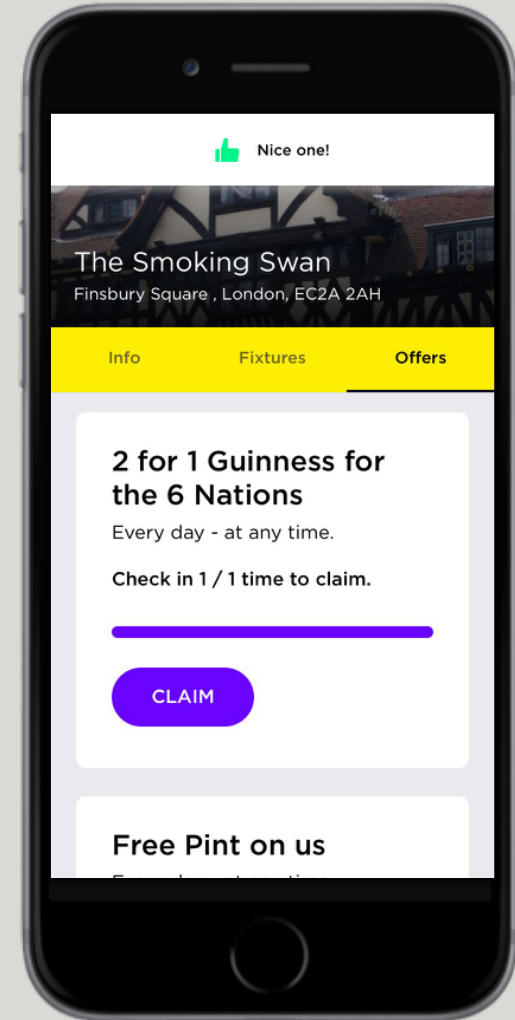 Nice one!
The Smoking Swan
Finsbury Square , London, EC2A 2AH
Info Fixtures Offers
2 for 1 Guinness for
the 6 Nations
Every day - at any time.
Check in 1 / 1 time to claim.
CLAIM
Free Pint on us